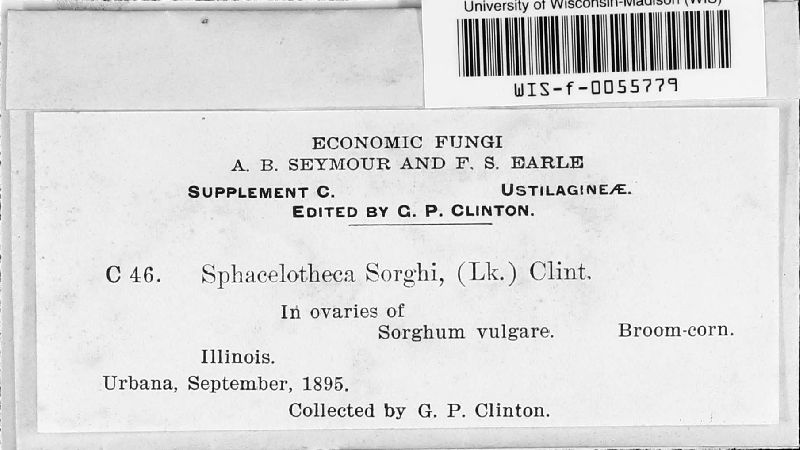 University of Wisconsin-Madison (WIS)
WIS-f-0055779
ECONOMIC FUNGI
A. B. SEYMOUR AND F. S. EARLE
SUPPLEMENT C. USTILAGINEÆ.
EDITED BY G. P. CLINTON.
C 46. Sphacelotheca Sorghi, (Lk.) Clint.
In ovaries of
Sorghum vulgare. Broom-corn.
Illinois.
Urbana, September, 1895.
Collected by G. P. Clinton.